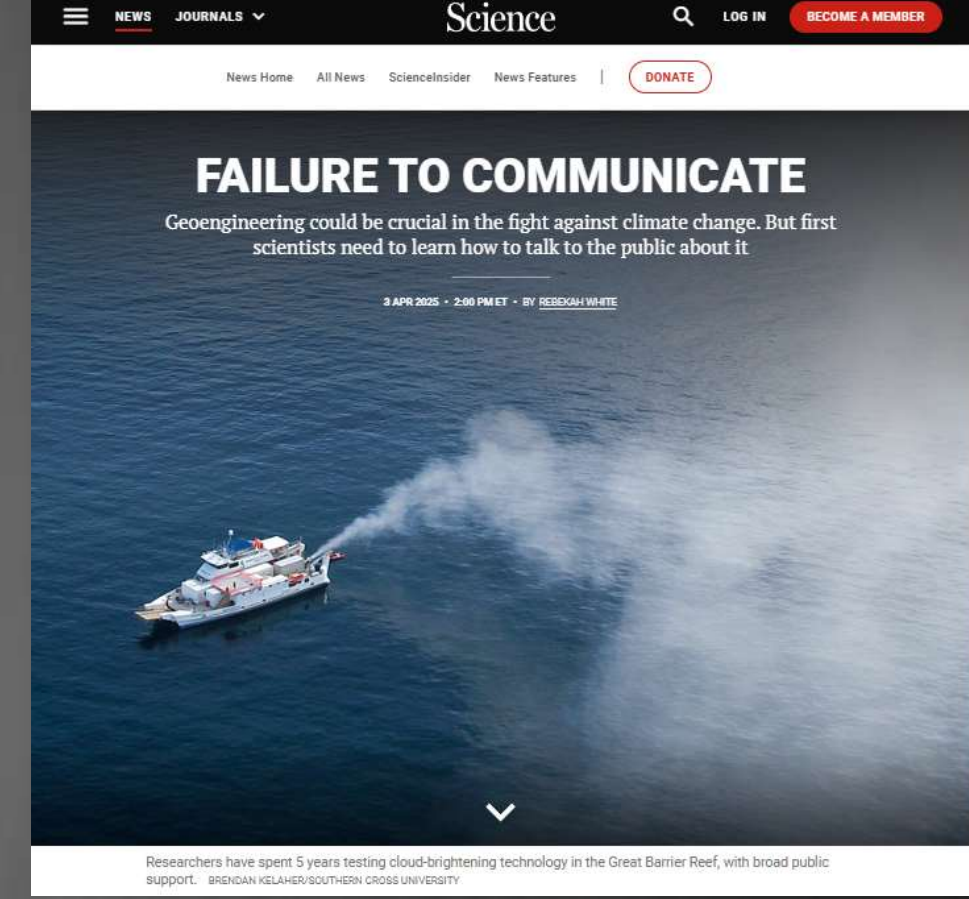 NEWS JOURNALS Science LOG IN BECOME A MEMBER
News Home All News ScienceInsider News Features | DONATE
FAILURE TO COMMUNICATE
Geoengineering could be crucial in the fight against climate change. But first
scientists need to learn how to talk to the public about it
3 APR 2025 • 2:00 PM ET • BY REBEKAH WHITE
Researchers have spent 5 years testing cloud-brightening technology in the Great Barrier Reef, with broad public
support. BRENDAN KELAHER/SOUTHERN CROSS UNIVERSITY